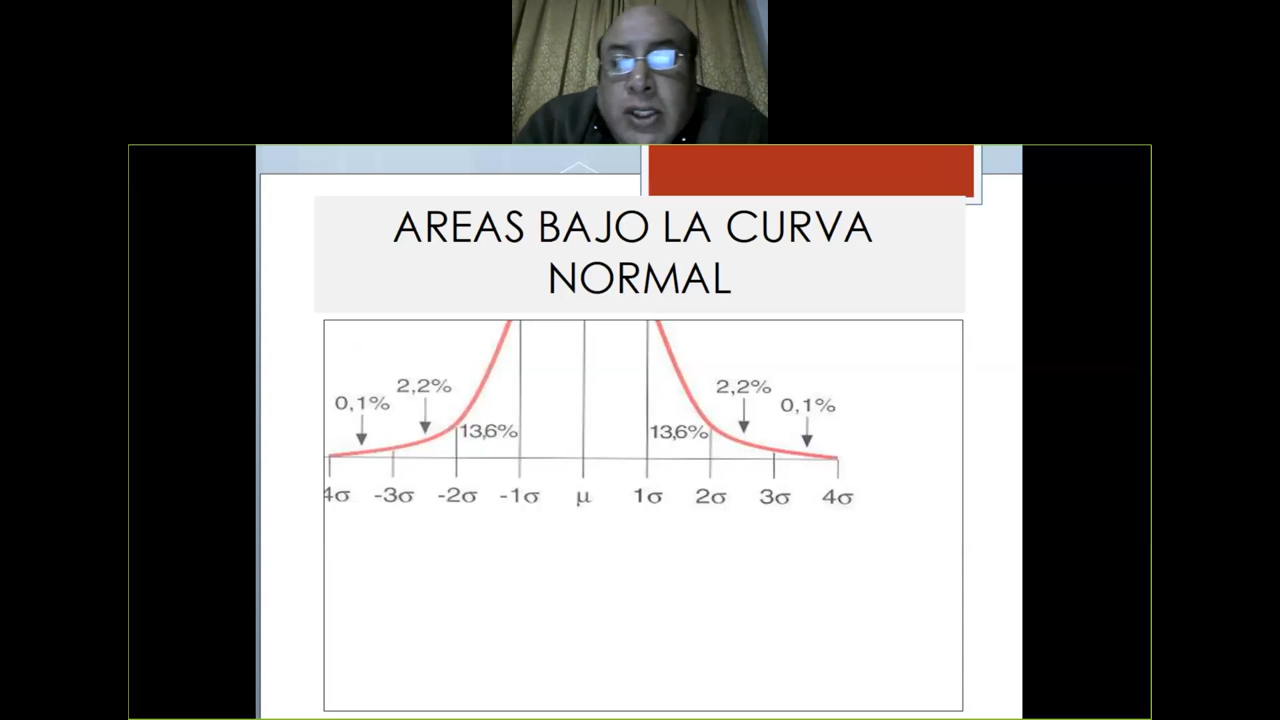 AREAS BAJO LA CURVA
NORMAL
2,2%
2,2%
0,1%
0,1%
13,6%
13,6%
4σ -3σ -2σ -1σ μ 1σ 2σ 3σ 4σ